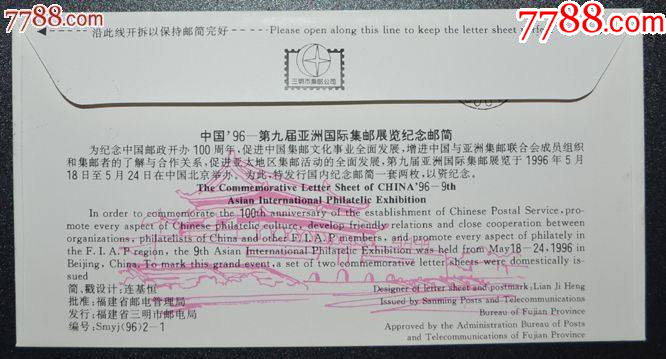 7788.com
7788.com
沿此线开拆以保持邮简完好
Please open along this line to keep the letter sheet
三明市集邮公司
中国'96—第九届亚洲国际集邮展览纪念邮简
为纪念中国邮政开办100周年,促进中国集邮文化事业全面发展,增进中国与亚洲集邮联合会成员组织
和集邮者的了解与合作关系,促进亚太地区集邮活动的全面发展,第九届亚洲国际集邮展览于1996年5月
18日至5月24日在中国北京举办。为此,特发行国内纪念邮简一套两枚,以资纪念。
The Commemorative Letter Sheet of CHINA'96—9th
Asian International Philatelic Exhibition
In order to commemorate the 100th anniversary of the establishment of Chinese Postal Service, pro-
mote every aspect of Chinese philatelic culture, develop friendly relations and close cooperation between
organizations, philatelists of China and other F.I.A.P members, and promote every aspect of philately in
the F.I.A.P region, the 9th Asian International Philatelic Exhibition was held from May18-24,1996 in
Beijing, China. To mark this grand event, a set of two commemorative letter sheets were domestically is-
sued
简、戳设计:连基恒
Designer of letter sheet and postmark: Lian Ji Heng
批准:福建省邮电管理局
Issued by Sanming Posts and Telecommunications
发行:福建省三明市邮电局
Bureau of Fujian Province
编号:Smyj(96)2-1
Approved by the Administration Bureau of Posts
and Telecommunications of Fujian Province